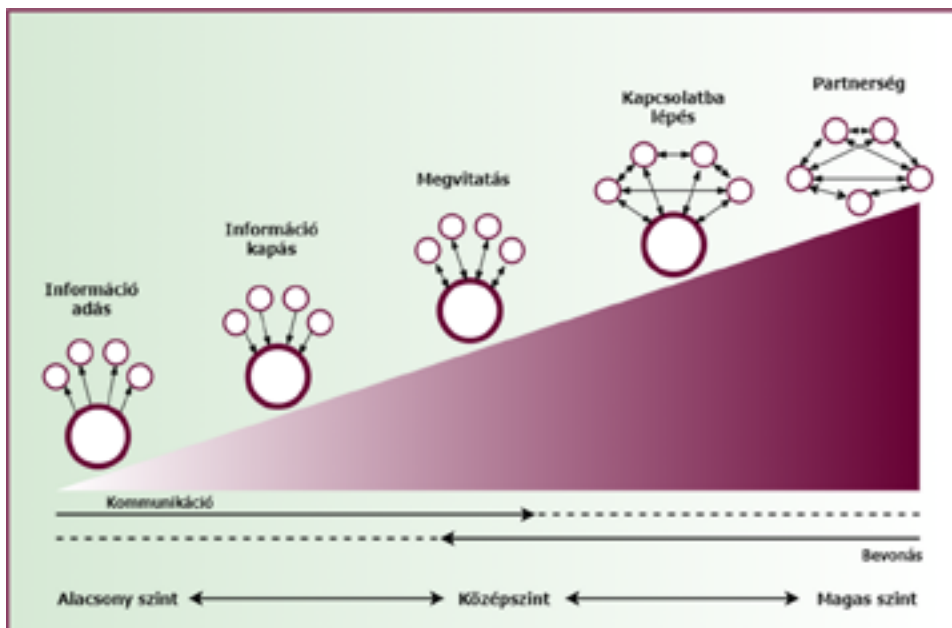 Partnerség
Kapcsolatba
lépés
Megvitatás
Információ
kapás
Információ
adás
Kommunikáció
Bevonás
Alacsony szint
Középszint
Magas szint